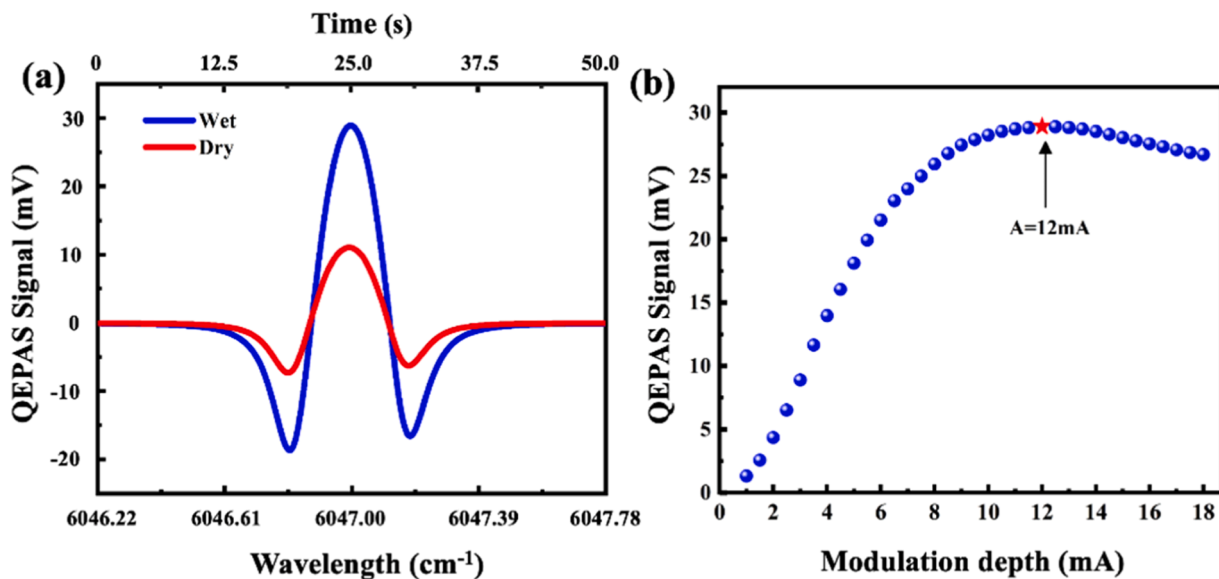 Time (s)
0 12.5 25.0 37.5 50.0
(a)
Wet
Dry
QEPAS Signal (mV)
30
20
10
0
-10
-20
6046.22 6046.61 6047.00 6047.39 6047.78
Wavelength (cm⁻¹)
(b)
QEPAS Signal (mV)
30
25
20
15
10
5
0
A=12mA
0 2 4 6 8 10 12 14 16 18
Modulation depth (mA)